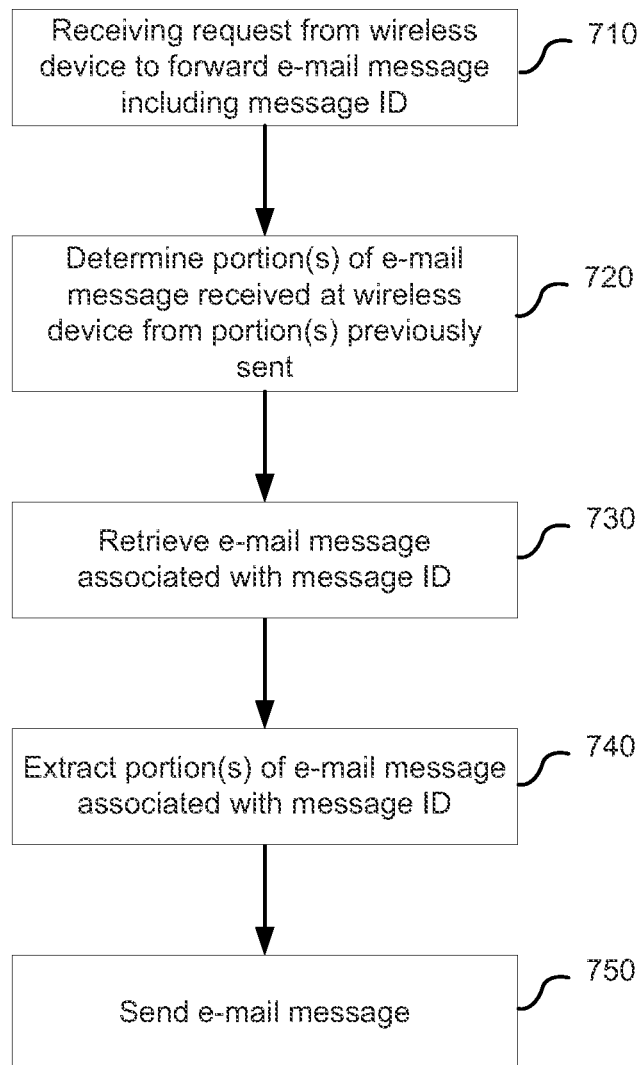 Receiving request from wireless
device to forward e-mail message
including message ID
710
Determine portion(s) of e-mail
message received at wireless
device from portion(s) previously
sent
720
Retrieve e-mail message
associated with message ID
730
Extract portion(s) of e-mail message
associated with message ID
740
Send e-mail message
750